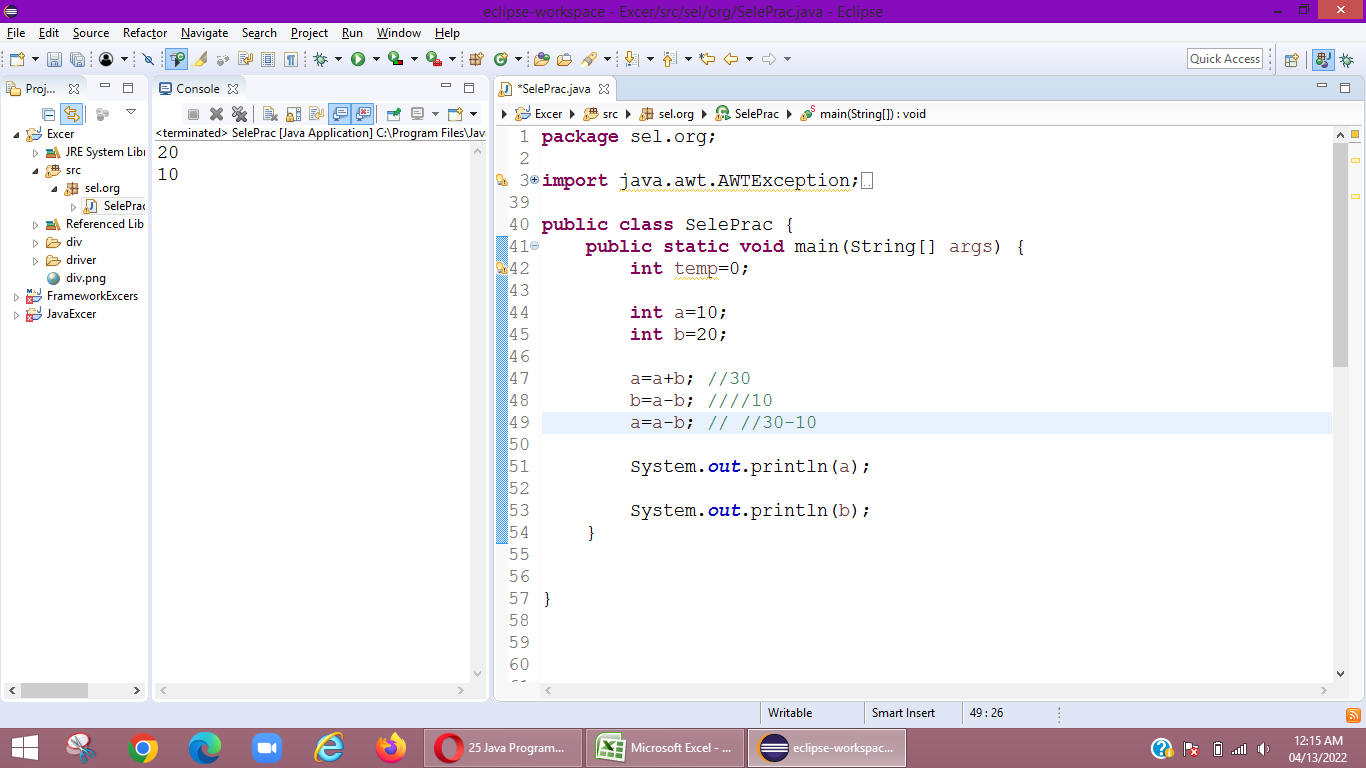 eclipse-workspace - Excer/src/sel/org/SelePrac.java - Eclipse
File Edit Source Refactor Navigate Search Project Run Window Help
Quick Access
Proj...
Excer
JRE System Libr
src
sel.org
SelePrac
Referenced Lib
div
driver
div.png
FrameworkExcers
JavaExcer
Console
<terminated> SelePrac [Java Application] C:\Program Files\Java
20
10
*SelePrac.java
Excer src sel.org SelePrac main(String[]) : void
1 package sel.org;
2
3 import java.awt.AWTException;
39
40 public class SelePrac {
41 public static void main(String[] args) {
42 int temp=0;
43
44 int a=10;
45 int b=20;
46
47 a=a+b; //30
48 b=a-b; ////10
49 a=a-b; // //30-10
50
51 System.out.println(a);
52
53 System.out.println(b);
54 }
55
56
57 }
58
59
60
Writable Smart Insert 49 : 26
25 Java Program... Microsoft Excel - ... eclipse-workspac...
12:15 AM
04/13/2022